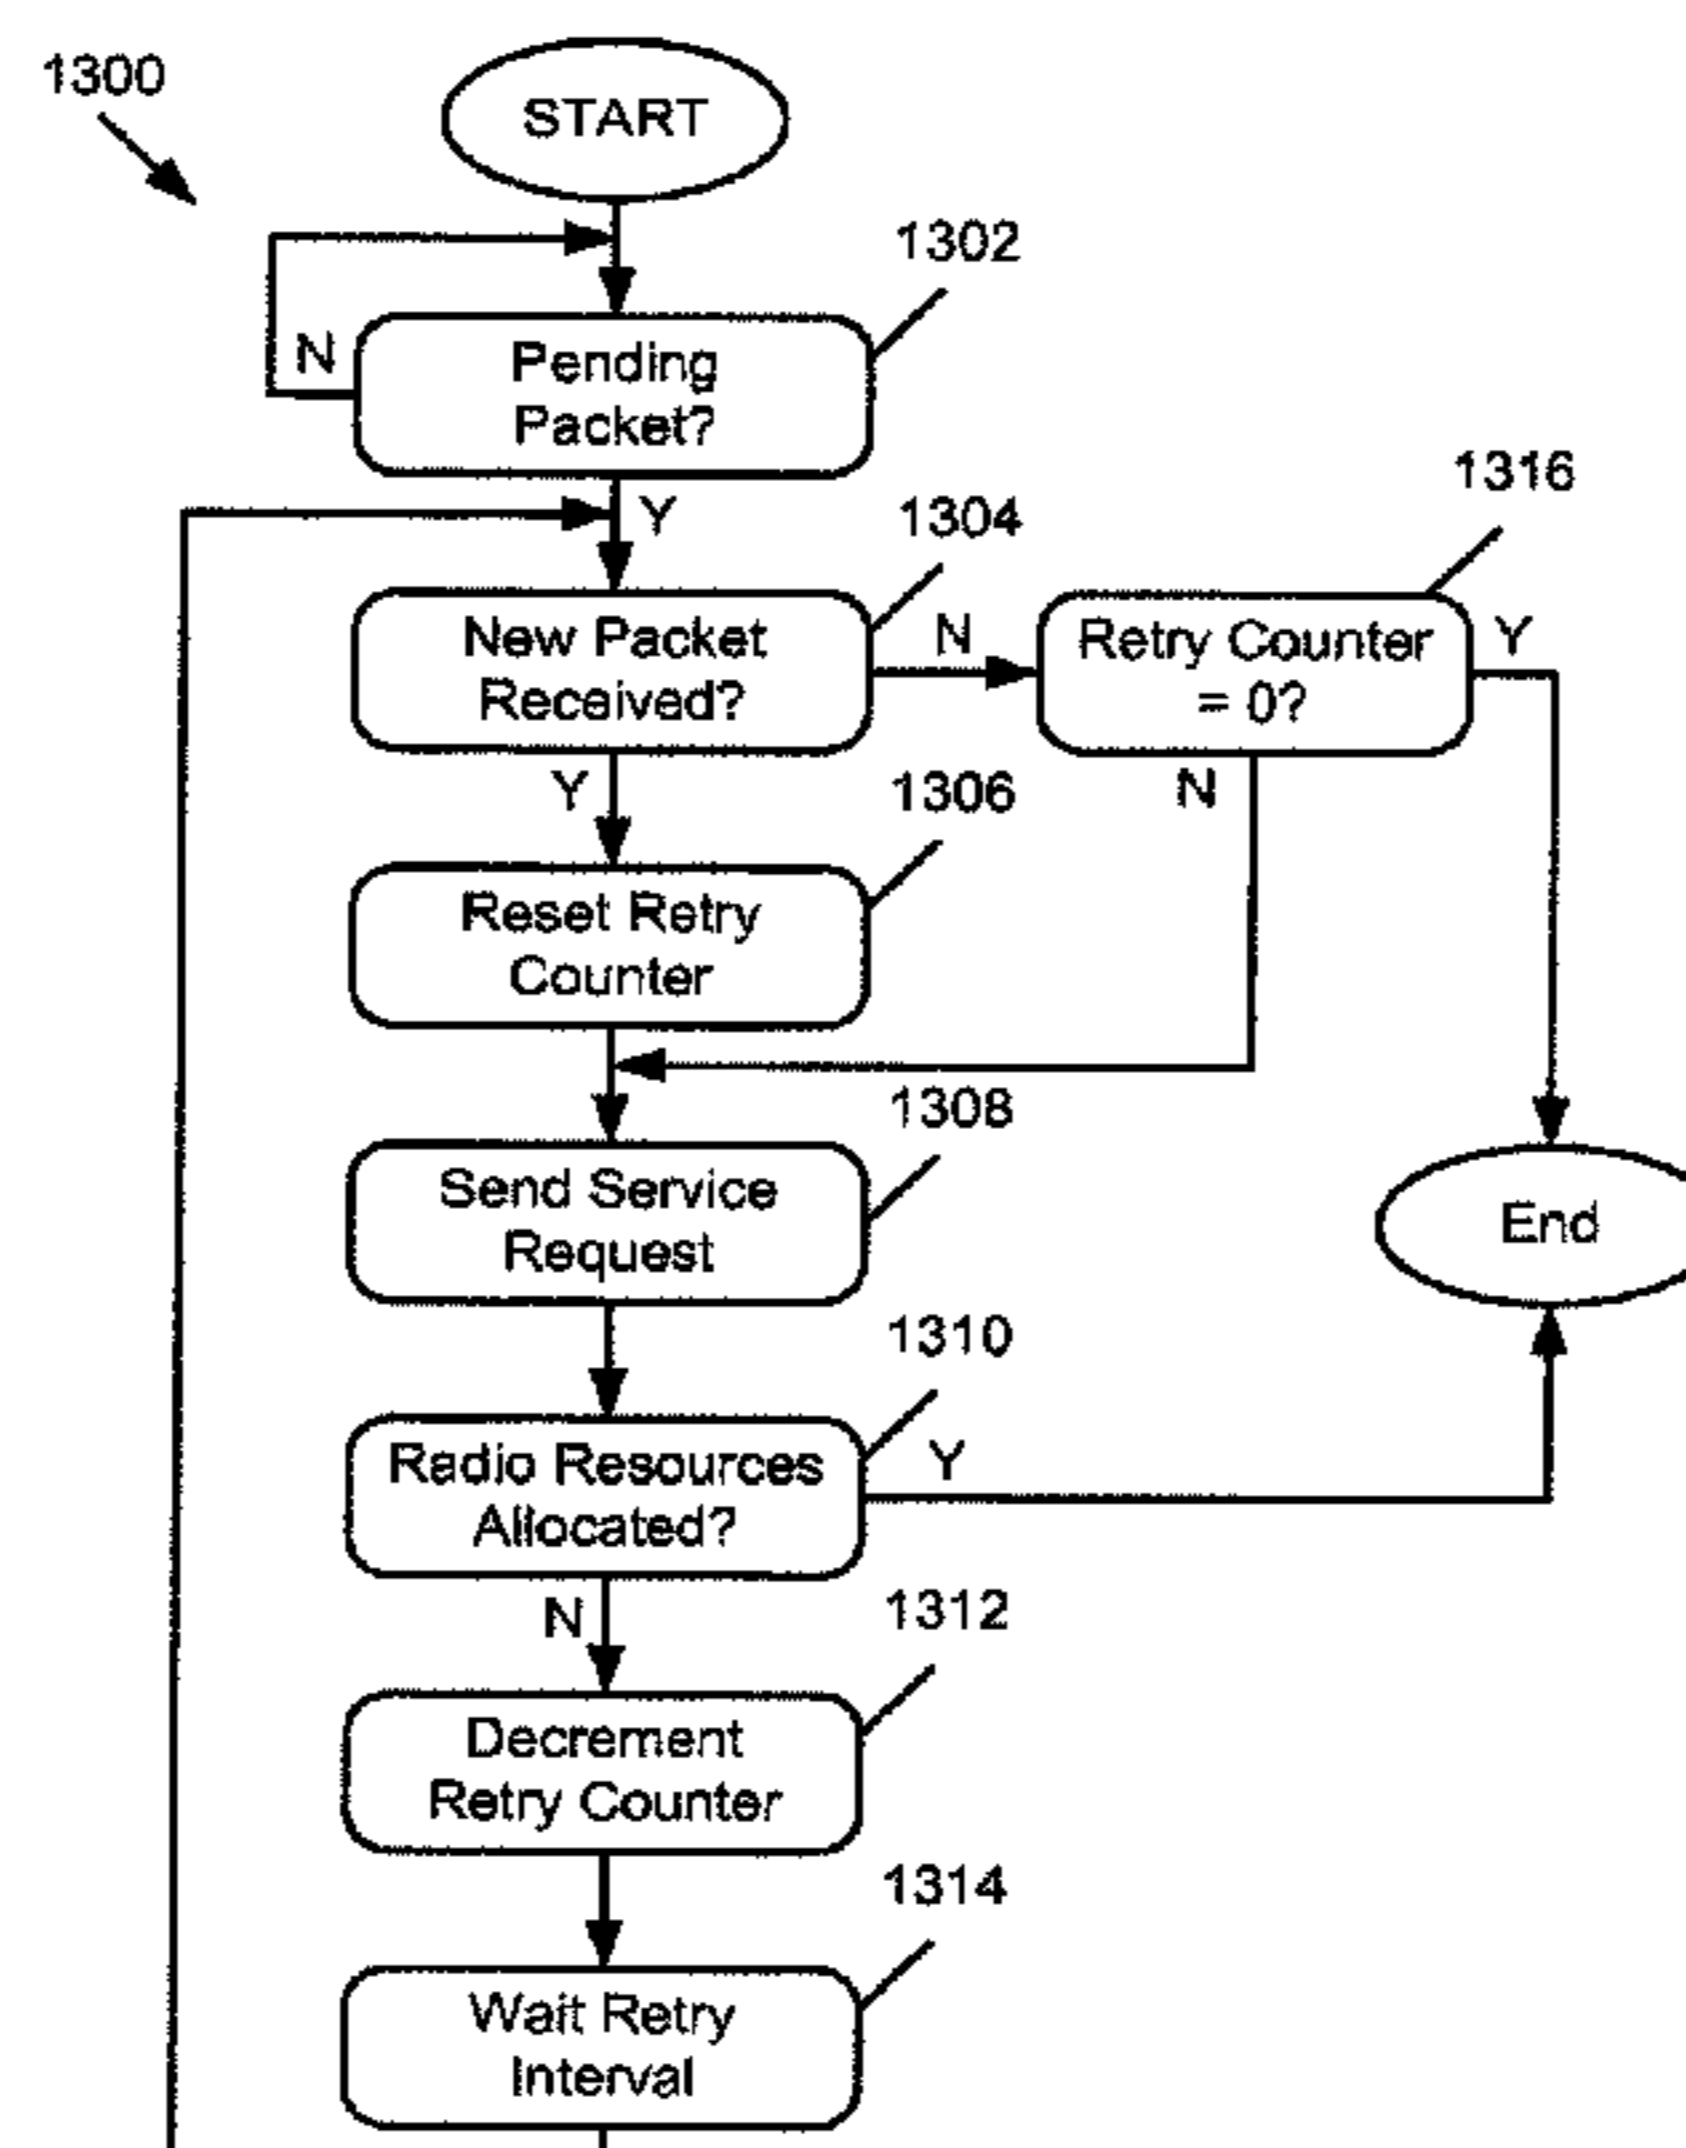 1300
START
1302
N
Pending
Packet?
Y
1304
1316
New Packet
Received?
N
Retry Counter
= 0?
Y
Y
1306
N
Reset Retry
Counter
1308
Send Service
Request
End
1310
Radio Resources
Allocated?
Y
N
1312
Decrement
Retry Counter
1314
Wait Retry
Interval